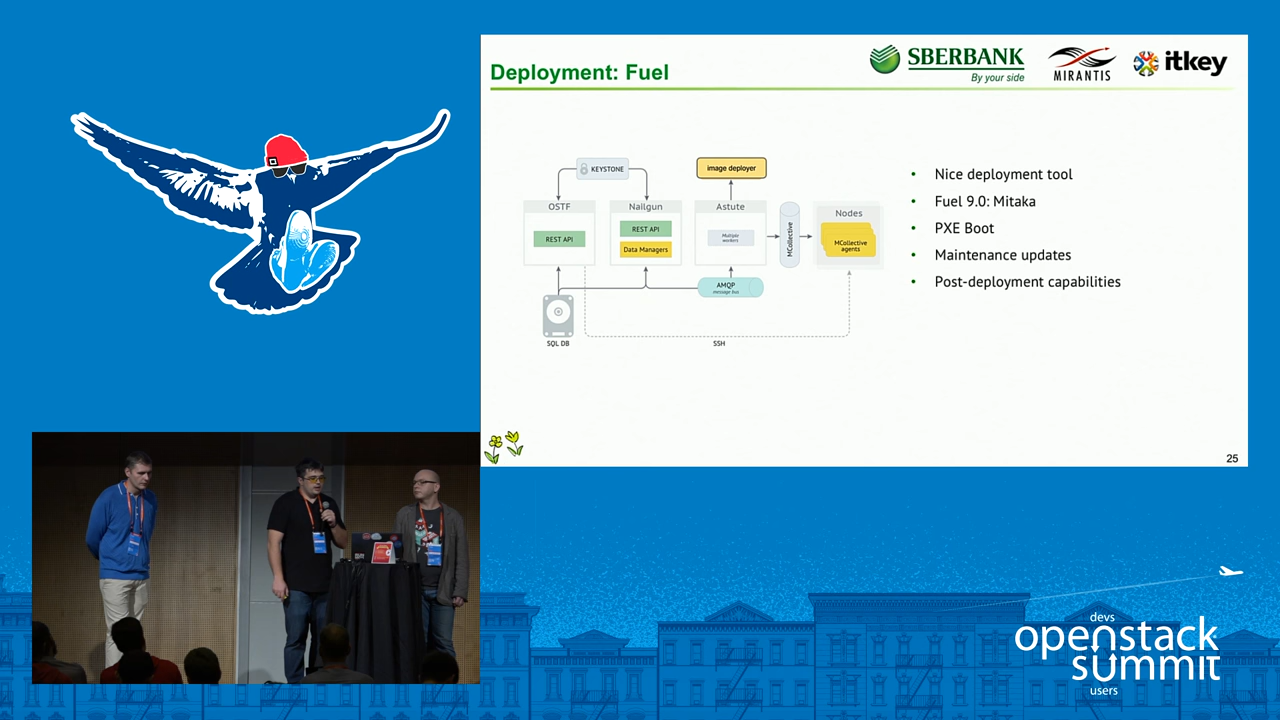 Deployment: Fuel
SBERBANK
By your side
MIRANTIS
itkey
KEYSTONE
image deployer
OSTF
REST API
Nailgun
REST API
Data Managers
Astute
Multiple
workers
MCollective
Nodes
MCollective
agents
AMQP
message bus
SQL DB
SSH
• Nice deployment tool
• Fuel 9.0: Mitaka
• PXE Boot
• Maintenance updates
• Post-deployment capabilities
25
devs
openstack
summit
users